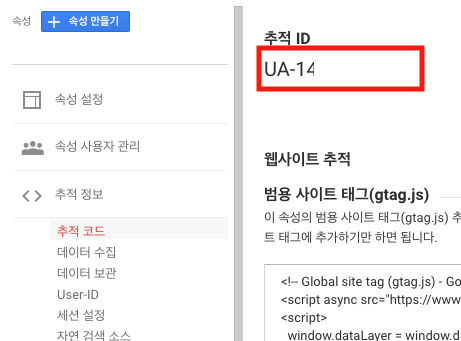 속성
+ 속성 만들기
속성 설정
속성 사용자 관리
<> 추적 정보
추적 코드
데이터 수집
데이터 보관
User-ID
세션 설정
자연 검색 소스
추적 ID
UA-14
웹사이트 추적
범용 사이트 태그(gtag.js)
이 속성의 범용 사이트 태그(gtag.js) 추
트 태그에 추가하기만 하면 됩니다.
<!-- Global site tag (gtag.js) - Go
<script async src="https://www
<script>
window.dataLayer = window.d